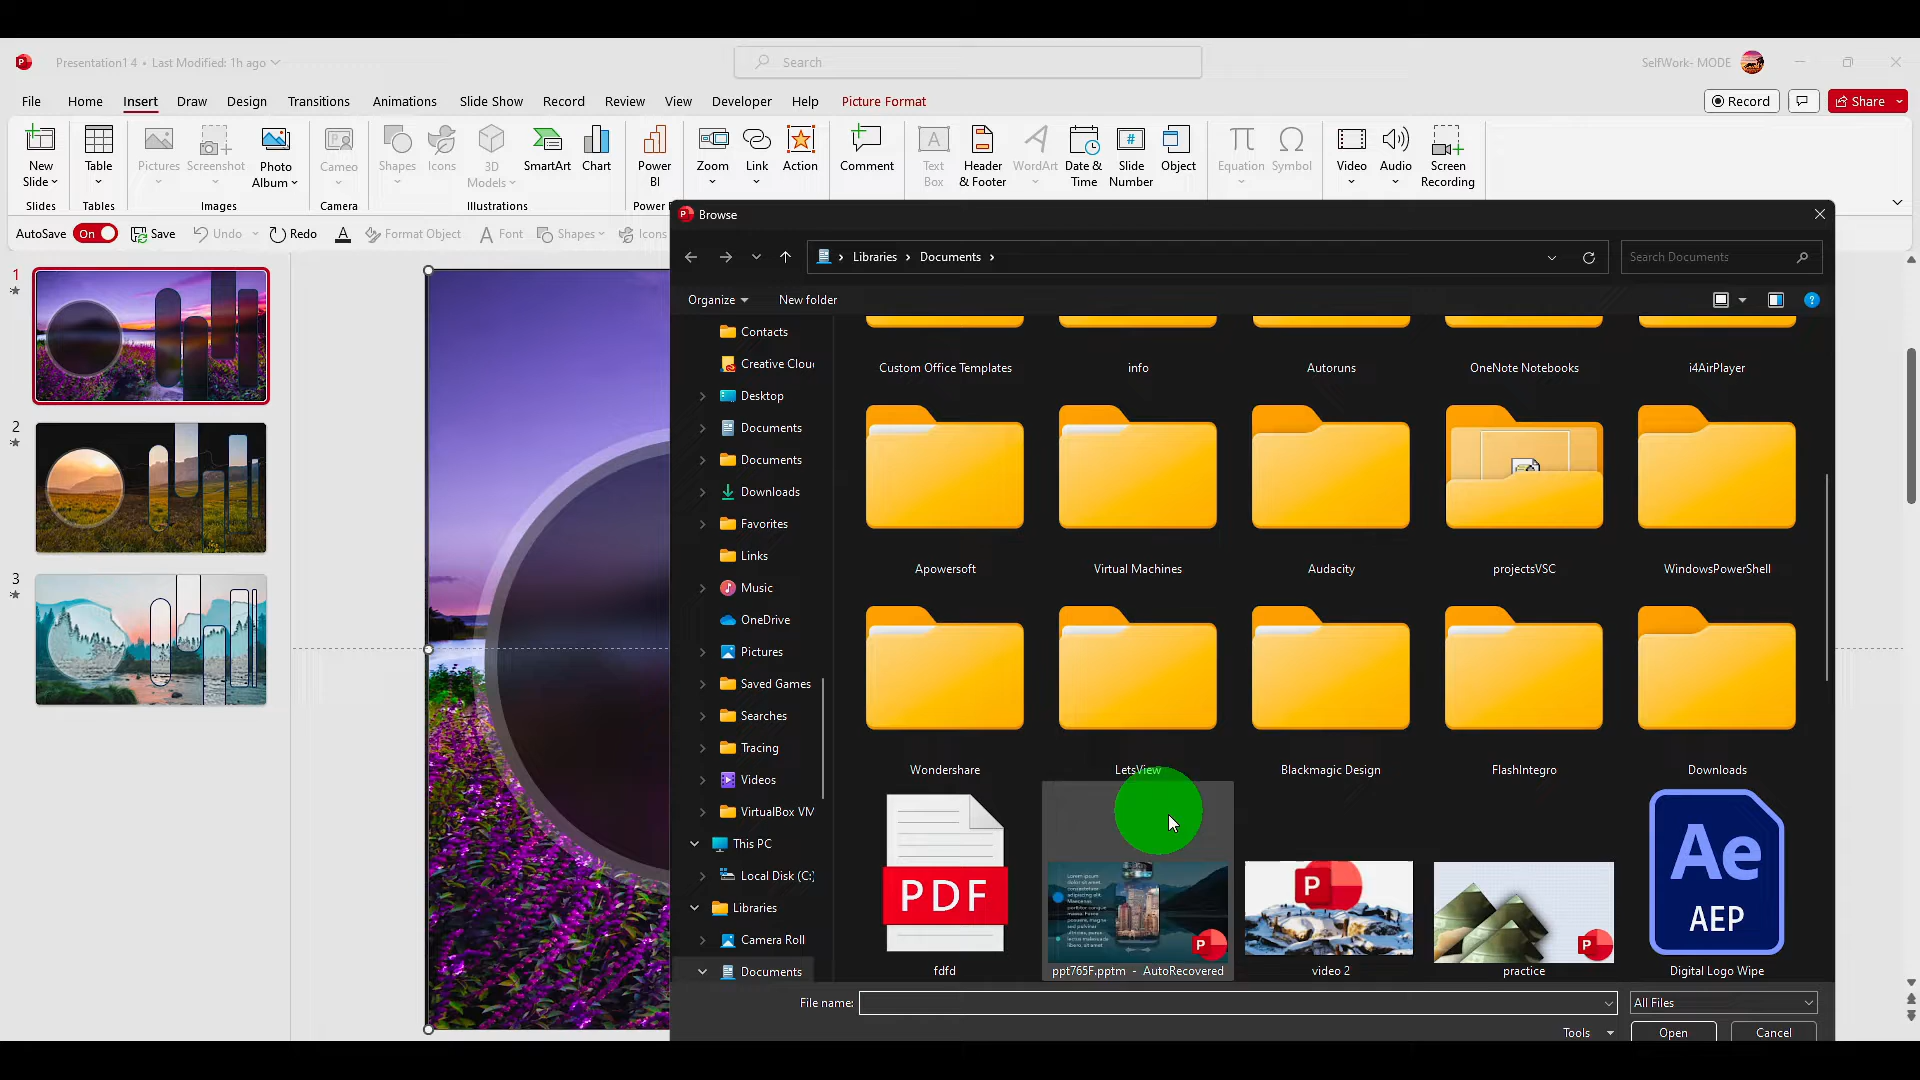 Presentation1 4 • Last Modified: 1h ago
Search
SelfWork- MODE
File Home Insert Draw Design Transitions Animations Slide Show Record Review View Developer Help Picture Format
Record
Share
New Slide
Table
Pictures
Screenshot
Photo Album
Cameo
Shapes
Icons
3D Models
SmartArt
Chart
Power BI
Zoom
Link
Action
Comment
Text Box
Header & Footer
WordArt
Date & Time
Slide Number
Object
Equation
Symbol
Video
Audio
Screen Recording
Slides Tables Images Camera Illustrations Power
AutoSave On Save Undo Redo A Format Object Font Shapes Icons
1
2
3
Browse
Libraries › Documents ›
Search Documents
Organize New folder
Contacts
Creative Clou
Desktop
Documents
Documents
Downloads
Favorites
Links
Music
OneDrive
Pictures
Saved Games
Searches
Tracing
Videos
VirtualBox VM
This PC
Local Disk (C:)
Libraries
Camera Roll
Documents
Custom Office Templates info Autoruns OneNote Notebooks i4AirPlayer
Apowersoft Virtual Machines Audacity projectsVSC WindowsPowerShell
Wondershare LetsView Blackmagic Design FlashIntegro Downloads
PDF
Ae
AEP
fdfd ppt765F.pptm - AutoRecovered video 2 practice Digital Logo Wipe
File name:
All Files
Tools Open Cancel